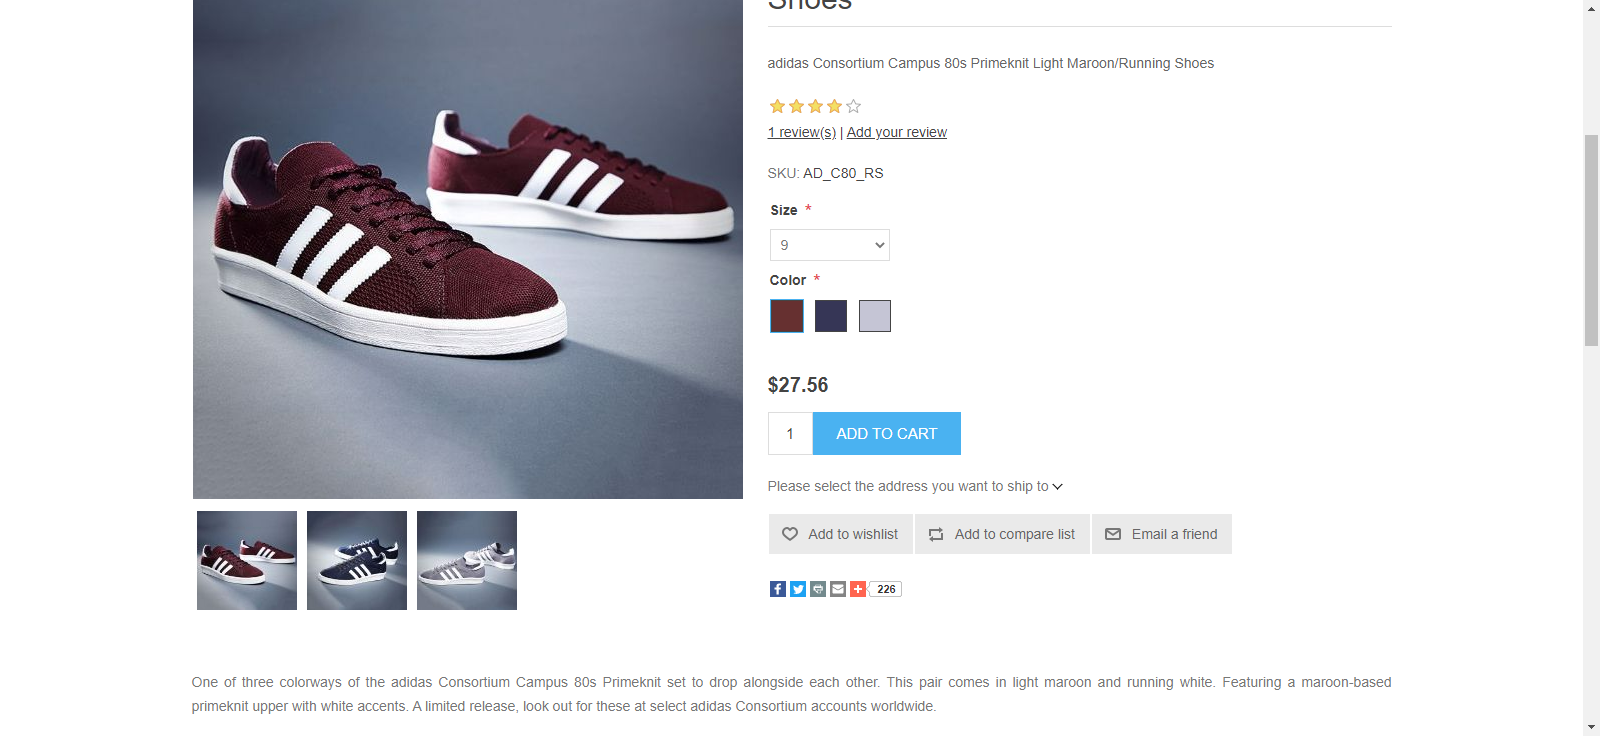 Shoes
adidas Consortium Campus 80s Primeknit Light Maroon/Running Shoes
1 review(s) | Add your review
SKU: AD_C80_RS
Size *
9
Color *
$27.56
1 ADD TO CART
Please select the address you want to ship to
Add to wishlist Add to compare list Email a friend
226
One of three colorways of the adidas Consortium Campus 80s Primeknit set to drop alongside each other. This pair comes in light maroon and running white. Featuring a maroon-based
primeknit upper with white accents. A limited release, look out for these at select adidas Consortium accounts worldwide.